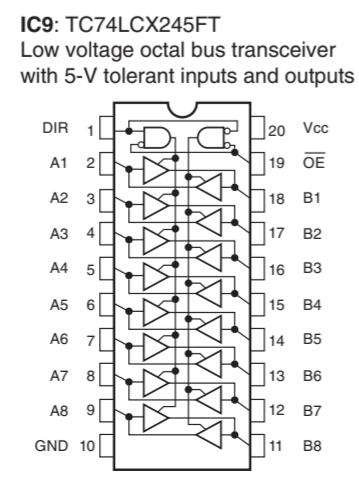 IC9: TC74LCX245FT
Low voltage octal bus transceiver
with 5-V tolerant inputs and outputs
DIR 1 20 Vcc
A1 2 19 OE
A2 3 18 B1
A3 4 17 B2
A4 5 16 B3
A5 6 15 B4
A6 7 14 B5
A7 8 13 B6
A8 9 12 B7
GND 10 11 B8